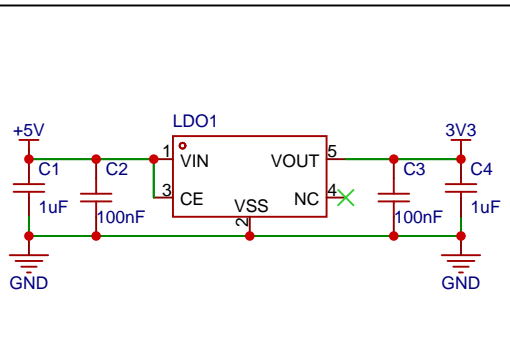 LDO1
+5V
3V3
1
5
C1
C2
VIN
VOUT
C3
C4
3
4
CE
NC
1uF
100nF
VSS
100nF
1uF
2
GND
GND